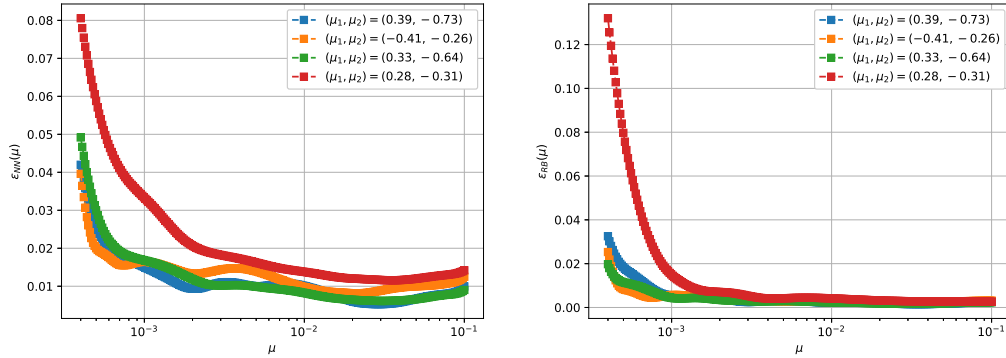 0.08
0.07
0.06
0.05
0.04
0.03
0.02
0.01
ε_NN(μ)
10⁻³
10⁻²
10⁻¹
μ
(μ₁, μ₂) = (0.39, −0.73)
(μ₁, μ₂) = (−0.41, −0.26)
(μ₁, μ₂) = (0.33, −0.64)
(μ₁, μ₂) = (0.28, −0.31)
0.12
0.10
0.08
0.06
0.04
0.02
0.00
ε_RB(μ)
10⁻³
10⁻²
10⁻¹
μ
(μ₁, μ₂) = (0.39, −0.73)
(μ₁, μ₂) = (−0.41, −0.26)
(μ₁, μ₂) = (0.33, −0.64)
(μ₁, μ₂) = (0.28, −0.31)